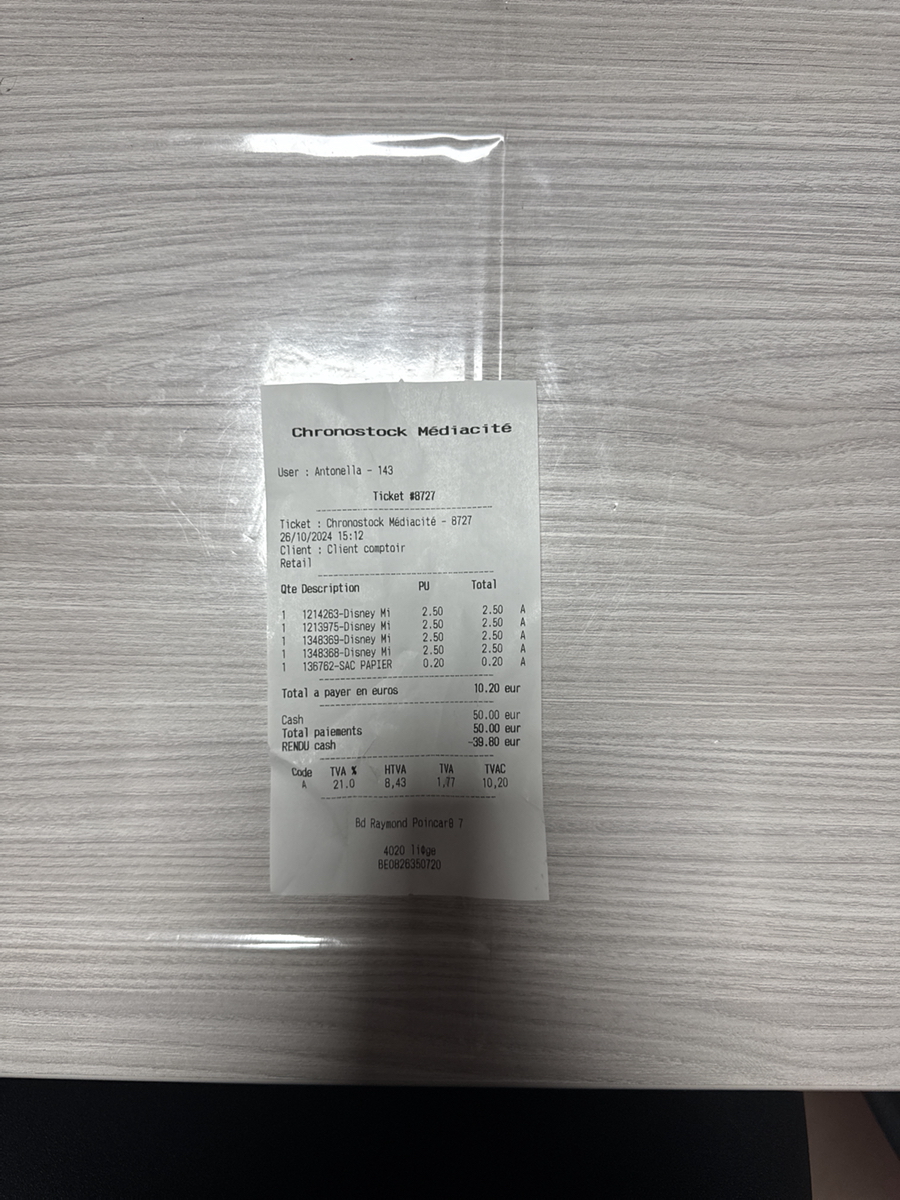 Chronostock Médiacité
User : Antonella - 143
Ticket #8727
Ticket : Chronostock Médiacité - 8727
26/10/2024 15:12
Client : Client comptoir
Retail
Qte Description PU Total
1 1214263-Disney Mi 2.50 2.50 A
1 1213975-Disney Mi 2.50 2.50 A
1 1348369-Disney Mi 2.50 2.50 A
1 1348368-Disney Mi 2.50 2.50 A
1 136762-SAC PAPIER 0.20 0.20 A
Total a payer en euros 10.20 eur
Cash 50.00 eur
Total paiements 50.00 eur
RENDU cash -39.80 eur
Code TVA % HTVA TVA TVAC
A 21.0 8,43 1,77 10,20
Bd Raymond 7
4020
BE0826350720